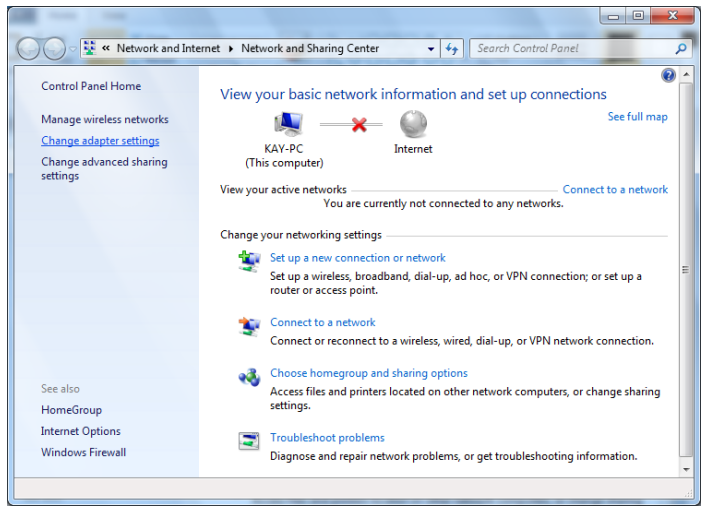 « Network and Internet ▸ Network and Sharing Center
Search Control Panel
Control Panel Home
Manage wireless networks
Change adapter settings
Change advanced sharing
settings
See also
HomeGroup
Internet Options
Windows Firewall
View your basic network information and set up connections
See full map
KAY-PC
(This computer)
Internet
View your active networks
Connect to a network
You are currently not connected to any networks.
Change your networking settings
Set up a new connection or network
Set up a wireless, broadband, dial-up, ad hoc, or VPN connection; or set up a
router or access point.
Connect to a network
Connect or reconnect to a wireless, wired, dial-up, or VPN network connection.
Choose homegroup and sharing options
Access files and printers located on other network computers, or change sharing
settings.
Troubleshoot problems
Diagnose and repair network problems, or get troubleshooting information.